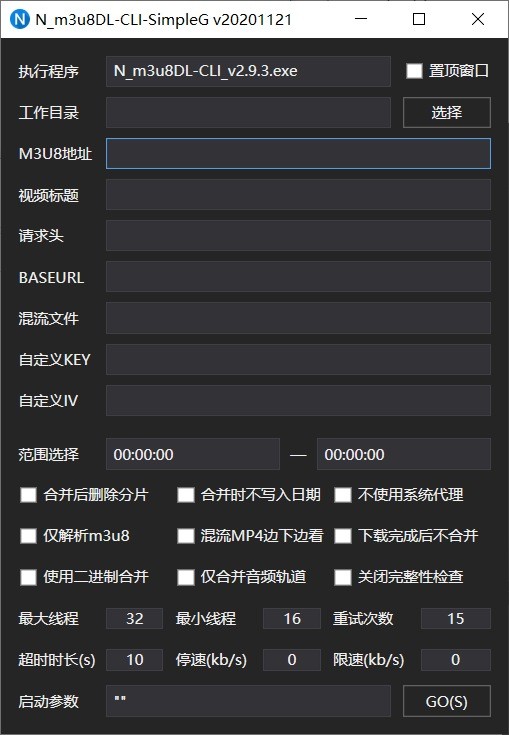 N_m3u8DL-CLI-SimpleG v20201121
执行程序 N_m3u8DL-CLI_v2.9.3.exe 置顶窗口
工作目录 选择
M3U8地址
视频标题
请求头
BASEURL
混流文件
自定义KEY
自定义IV
范围选择 00:00:00 — 00:00:00
合并后删除分片 合并时不写入日期 不使用系统代理
仅解析m3u8 混流MP4边下边看 下载完成后不合并
使用二进制合并 仅合并音频轨道 关闭完整性检查
最大线程 32 最小线程 16 重试次数 15
超时时长(s) 10 停速(kb/s) 0 限速(kb/s) 0
启动参数 "" GO(S)